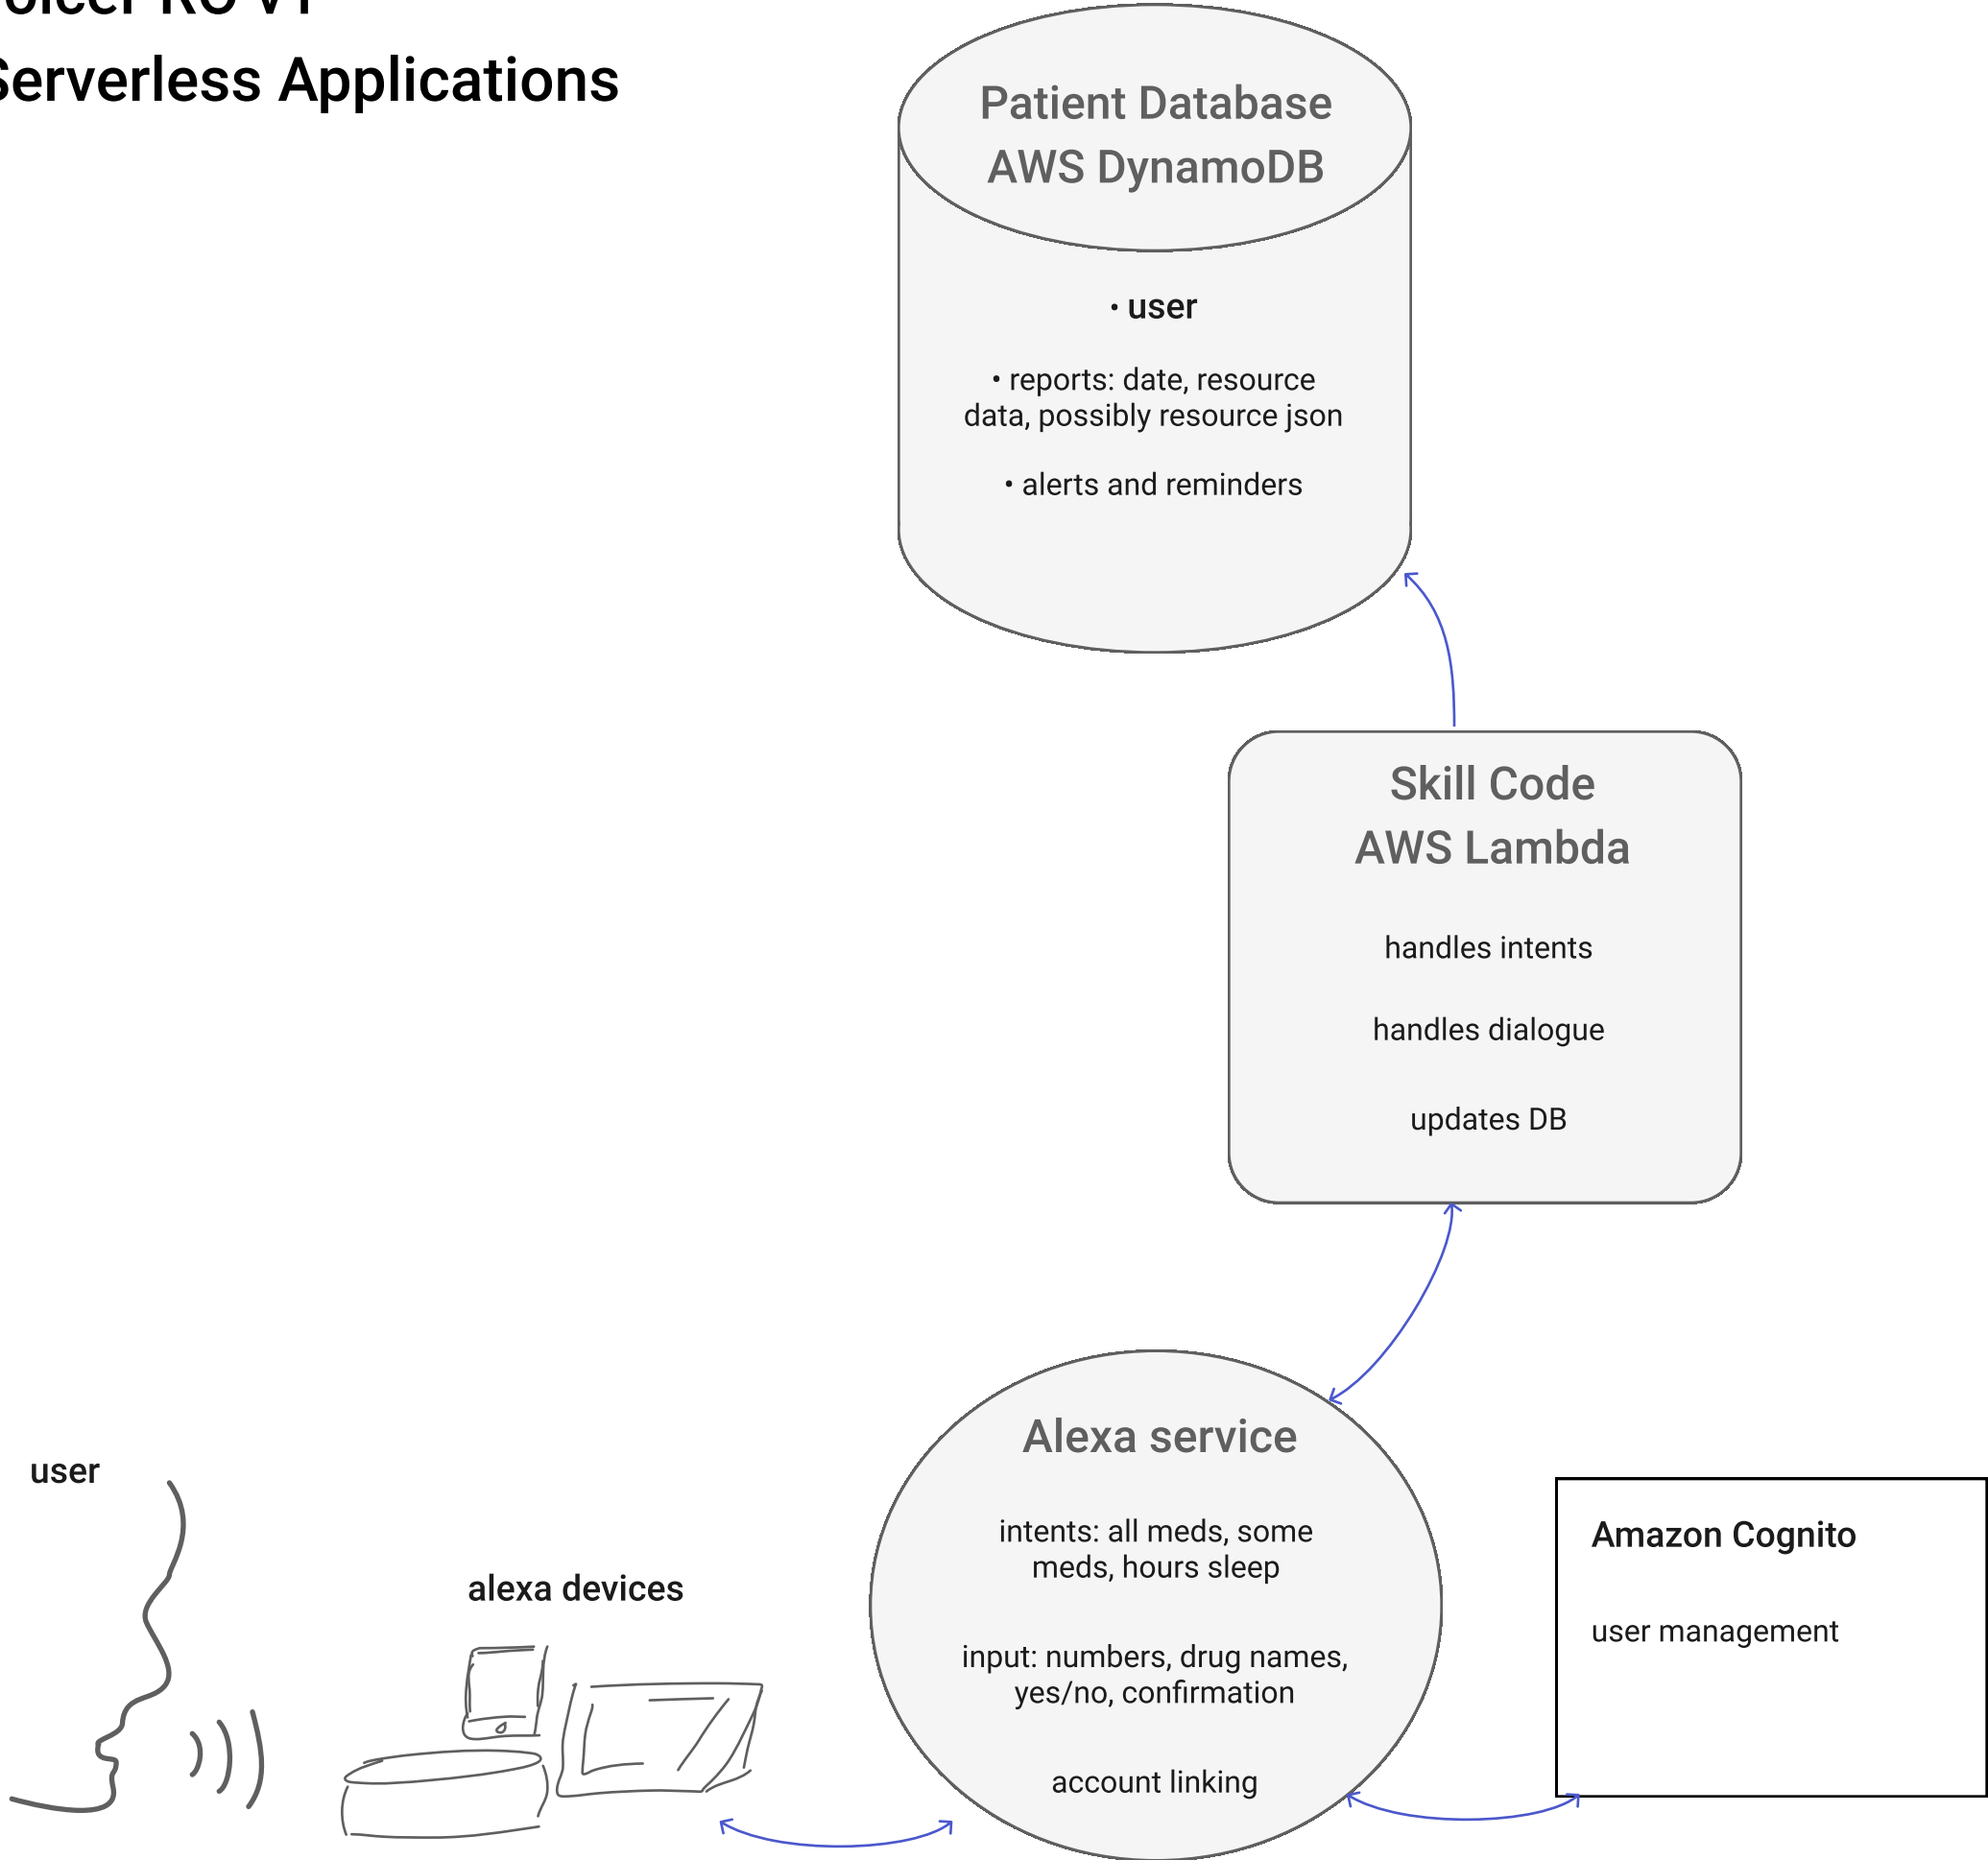 Serverless Applications
Patient Database
AWS DynamoDB
• user
• reports: date, resource
data, possibly resource json
• alerts and reminders
Skill Code
AWS Lambda
handles intents
handles dialogue
updates DB
Alexa service
intents: all meds, some
meds, hours sleep
input: numbers, drug names,
yes/no, confirmation
account linking
user
alexa devices
Amazon Cognito
user management